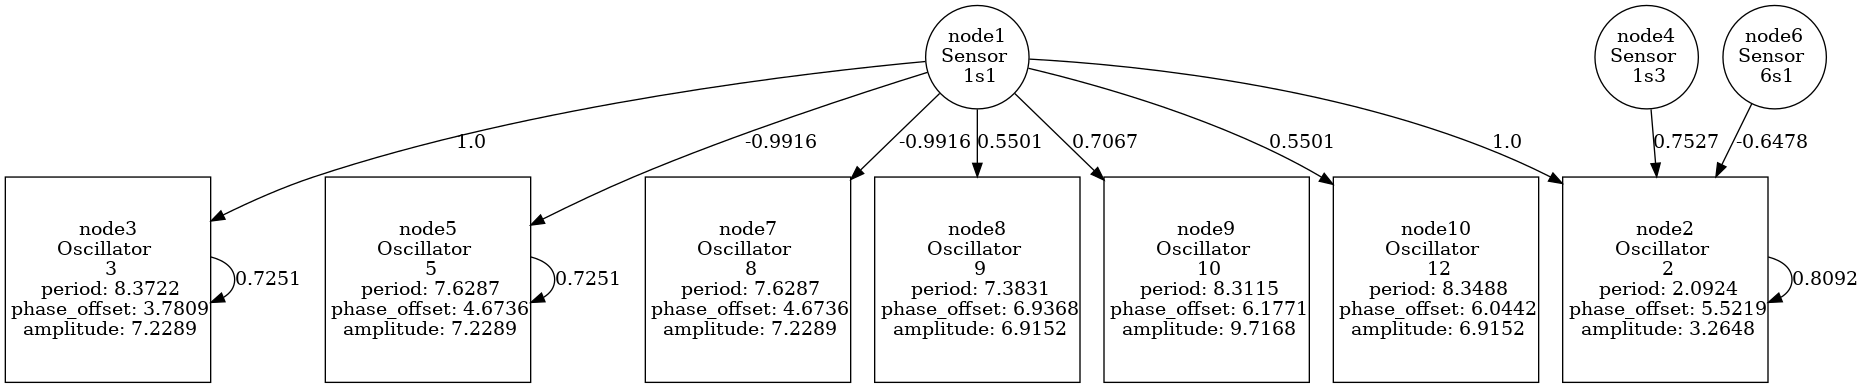 node1
Sensor
1s1
node4
Sensor
1s3
node6
Sensor
6s1
1.0
-0.9916
-0.9916
0.5501
0.7067
0.5501
1.0
0.7527
-0.6478
node3
Oscillator
3
period: 8.3722
phase_offset: 3.7809
amplitude: 7.2289
0.7251
node5
Oscillator
5
period: 7.6287
phase_offset: 4.6736
amplitude: 7.2289
0.7251
node7
Oscillator
8
period: 7.6287
phase_offset: 4.6736
amplitude: 7.2289
node8
Oscillator
9
period: 7.3831
phase_offset: 6.9368
amplitude: 6.9152
node9
Oscillator
10
period: 8.3115
phase_offset: 6.1771
amplitude: 9.7168
node10
Oscillator
12
period: 8.3488
phase_offset: 6.0442
amplitude: 6.9152
node2
Oscillator
2
period: 2.0924
phase_offset: 5.5219
amplitude: 3.2648
0.8092